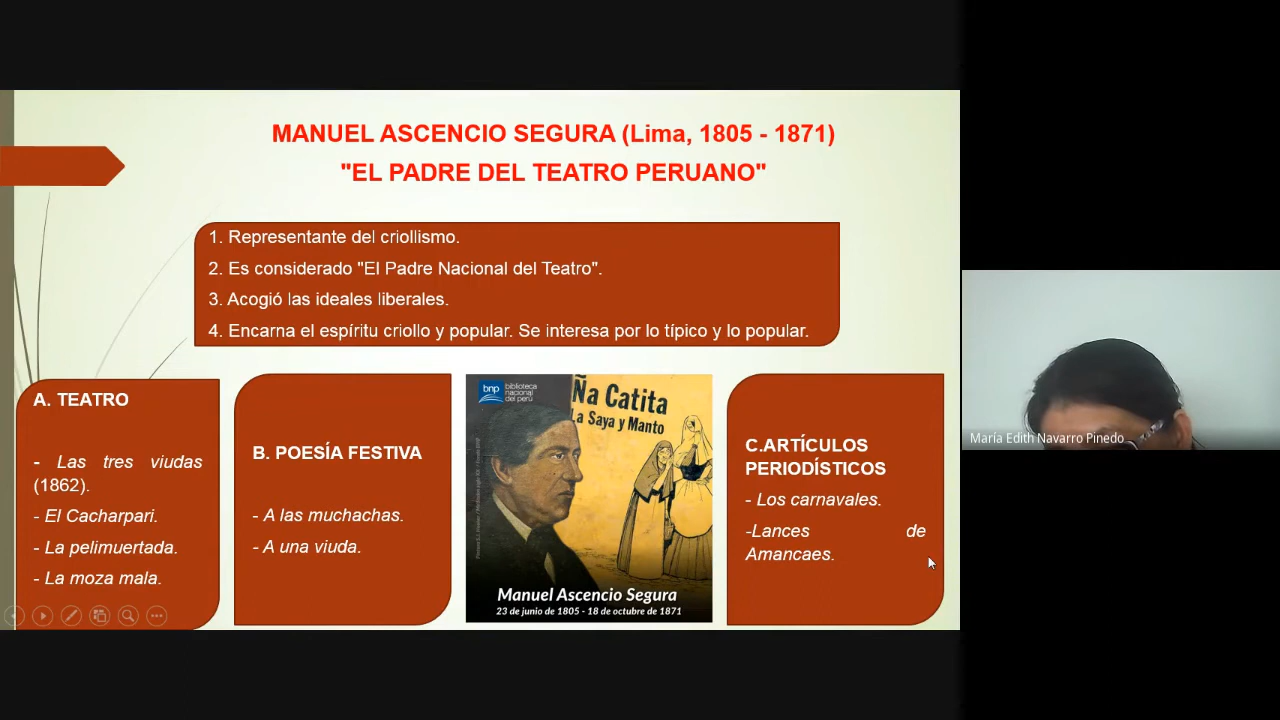 MANUEL ASCENCIO SEGURA (Lima, 1805 - 1871)
"EL PADRE DEL TEATRO PERUANO"
1. Representante del criollismo.
2. Es considerado "El Padre Nacional del Teatro".
3. Acogió las ideales liberales.
4. Encarna el espíritu criollo y popular. Se interesa por lo típico y lo popular.
A. TEATRO
- Las tres viudas
(1862).
- El Cacharpari.
- La pelimuertada.
- La moza mala.
B. POESÍA FESTIVA
- A las muchachas.
- A una viuda.
bnp
biblioteca
nacional
del perú
Ña Catita
La Saya y Manto
Manuel Ascencio Segura
23 de junio de 1805 - 18 de octubre de 1871
C.ARTÍCULOS
PERIODÍSTICOS
- Los carnavales.
-Lances de
Amancaes.
María Edith Navarro Pinedo